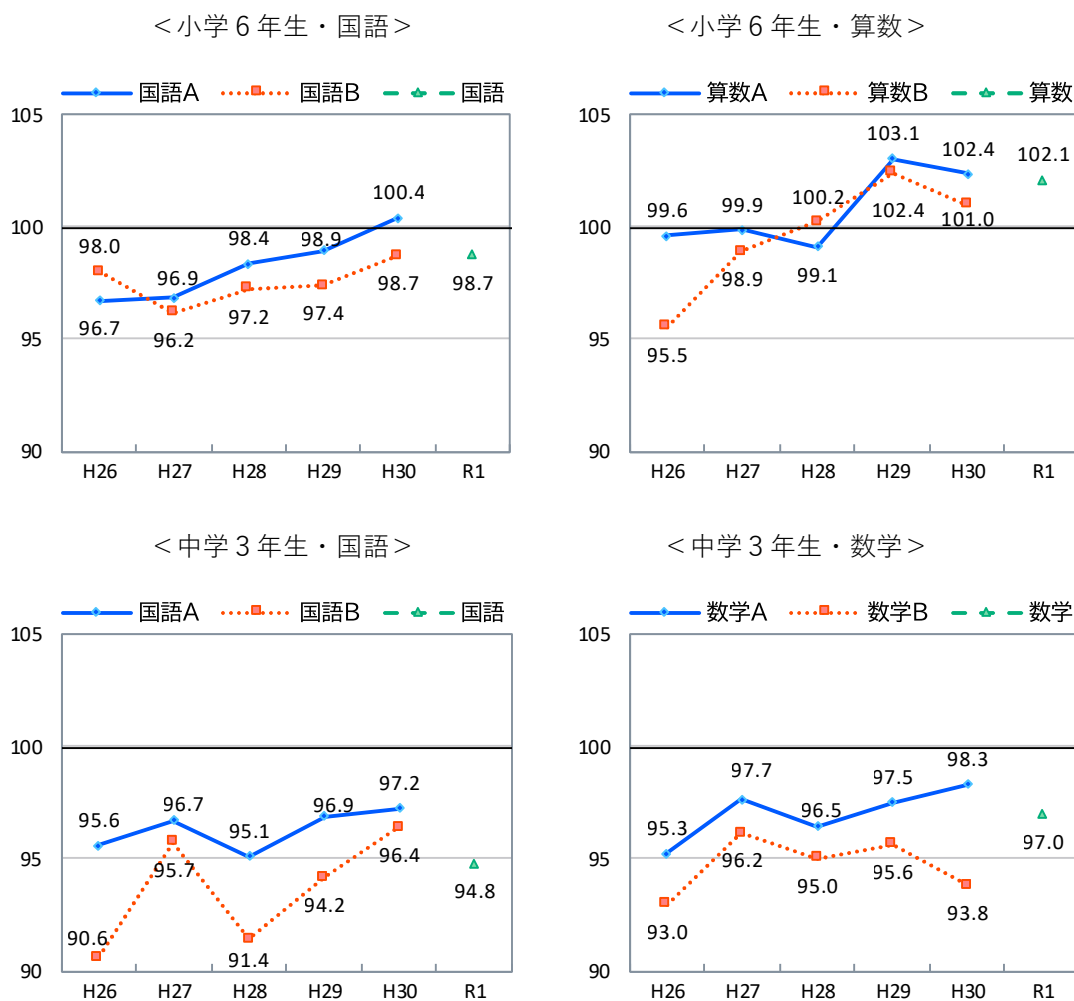 ＜小学６年生・国語＞
国語A 国語B 国語
105
100
95
90
100.4
98.0 98.4 98.9
96.9
98.7 98.7
96.7 96.2 97.2 97.4
H26 H27 H28 H29 H30 R1
＜小学６年生・算数＞
算数A 算数B 算数
105
100
95
90
103.1 102.4 102.1
99.6 99.9 100.2
102.4 101.0
98.9 99.1
95.5
H26 H27 H28 H29 H30 R1
＜中学３年生・国語＞
国語A 国語B 国語
105
100
95
90
95.6 96.7 95.1 96.9 97.2
90.6 95.7 91.4 94.2 96.4 94.8
H26 H27 H28 H29 H30 R1
＜中学３年生・数学＞
数学A 数学B 数学
105
100
95
90
95.3 97.7 96.5 97.5 98.3
93.0 96.2 95.0 95.6 93.8 97.0
H26 H27 H28 H29 H30 R1